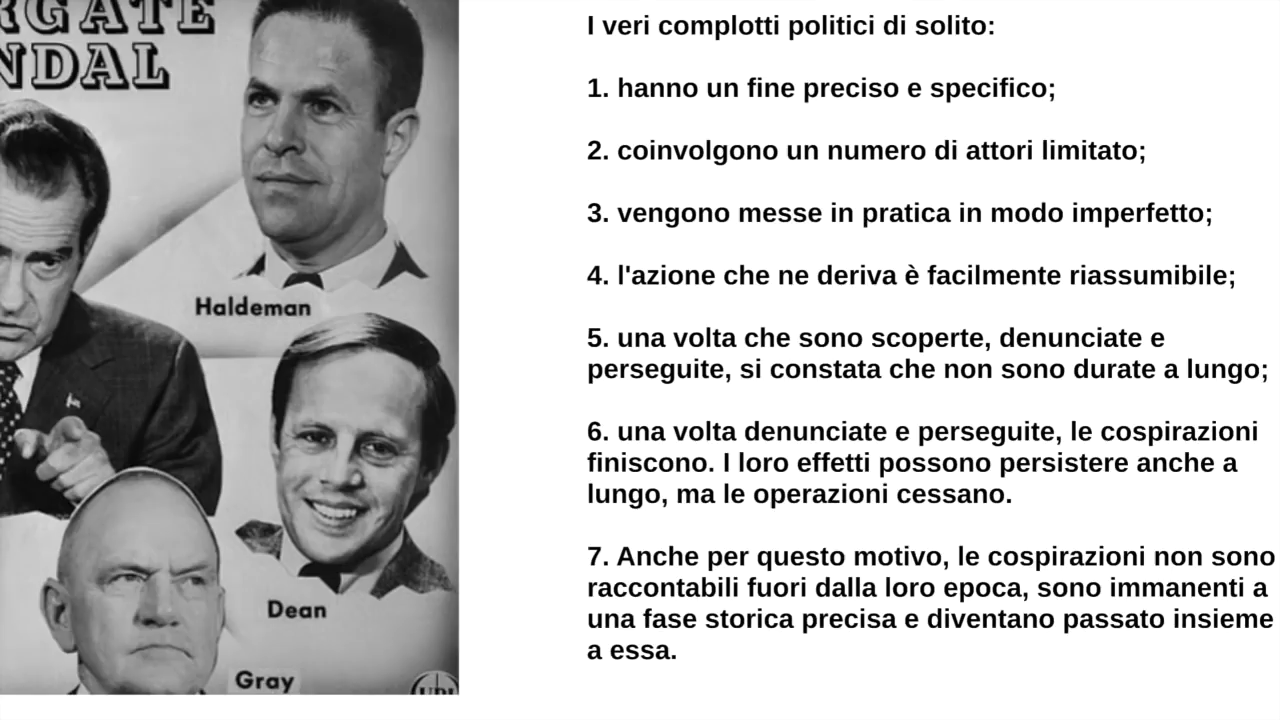 RGATE
NDAL
Haldeman
Dean
Gray
UPI
I veri complotti politici di solito:
1. hanno un fine preciso e specifico;
2. coinvolgono un numero di attori limitato;
3. vengono messe in pratica in modo imperfetto;
4. l'azione che ne deriva è facilmente riassumibile;
5. una volta che sono scoperte, denunciate e
perseguite, si constata che non sono durate a lungo;
6. una volta denunciate e perseguite, le cospirazioni
finiscono. I loro effetti possono persistere anche a
lungo, ma le operazioni cessano.
7. Anche per questo motivo, le cospirazioni non sono
raccontabili fuori dalla loro epoca, sono immanenti a
una fase storica precisa e diventano passato insieme
a essa.